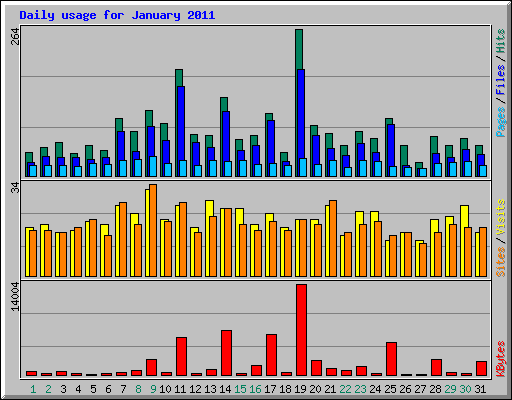 Daily usage for January 2011
264
Pages / Files / Hits
34
Sites / Visits
14004
KBytes
1 2 3 4 5 6 7 8 9 10 11 12 13 14 15 16 17 18 19 20 21 22 23 24 25 26 27 28 29 30 31